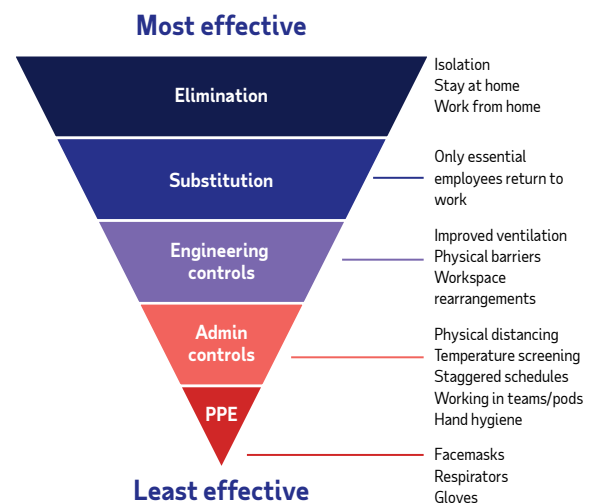 Most effective
Elimination
Isolation
Stay at home
Work from home
Substitution
Only essential
employees return to
work
Engineering
controls
Improved ventilation
Physical barriers
Workspace
rearrangements
Admin
controls
Physical distancing
Temperature screening
Staggered schedules
Working in teams/pods
Hand hygiene
PPE
Facemasks
Respirators
Gloves
Least effective